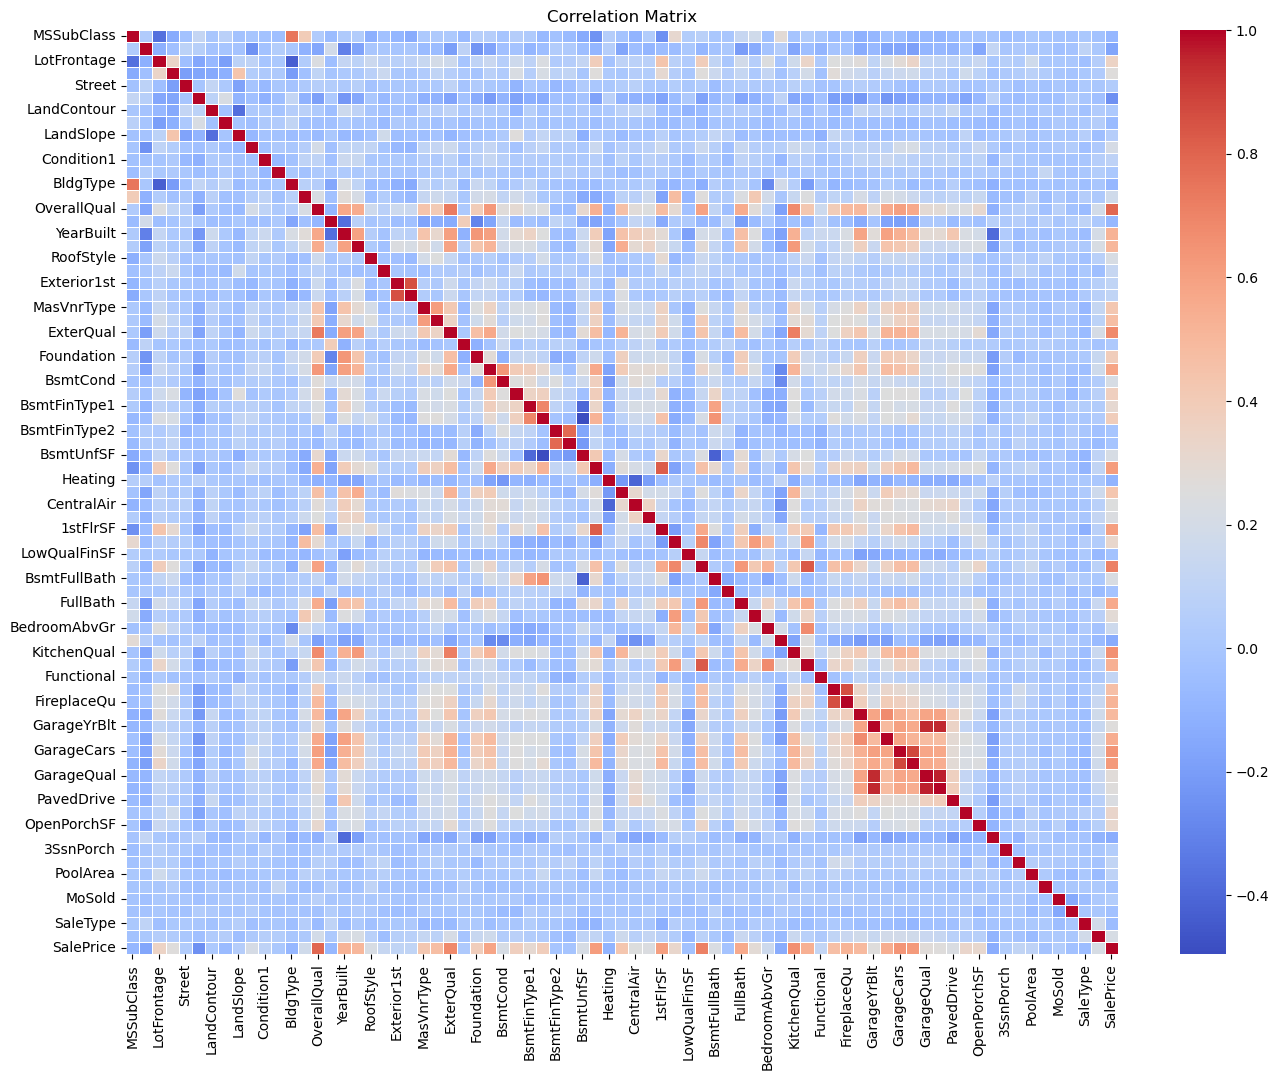 Correlation Matrix
MSSubClass
LotFrontage
Street
LandContour
LandSlope
Condition1
BldgType
OverallQual
YearBuilt
RoofStyle
Exterior1st
MasVnrType
ExterQual
Foundation
BsmtCond
BsmtFinType1
BsmtFinType2
BsmtUnfSF
Heating
CentralAir
1stFlrSF
LowQualFinSF
BsmtFullBath
FullBath
BedroomAbvGr
KitchenQual
Functional
FireplaceQu
GarageYrBlt
GarageCars
GarageQual
PavedDrive
OpenPorchSF
3SsnPorch
PoolArea
MoSold
SaleType
SalePrice
MSSubClass
LotFrontage
Street
LandContour
LandSlope
Condition1
BldgType
OverallQual
YearBuilt
RoofStyle
Exterior1st
MasVnrType
ExterQual
Foundation
BsmtCond
BsmtFinType1
BsmtFinType2
BsmtUnfSF
Heating
CentralAir
1stFlrSF
LowQualFinSF
BsmtFullBath
FullBath
BedroomAbvGr
KitchenQual
Functional
FireplaceQu
GarageYrBlt
GarageCars
GarageQual
PavedDrive
OpenPorchSF
3SsnPorch
PoolArea
MoSold
SaleType
SalePrice
1.0
0.8
0.6
0.4
0.2
0.0
−0.2
−0.4